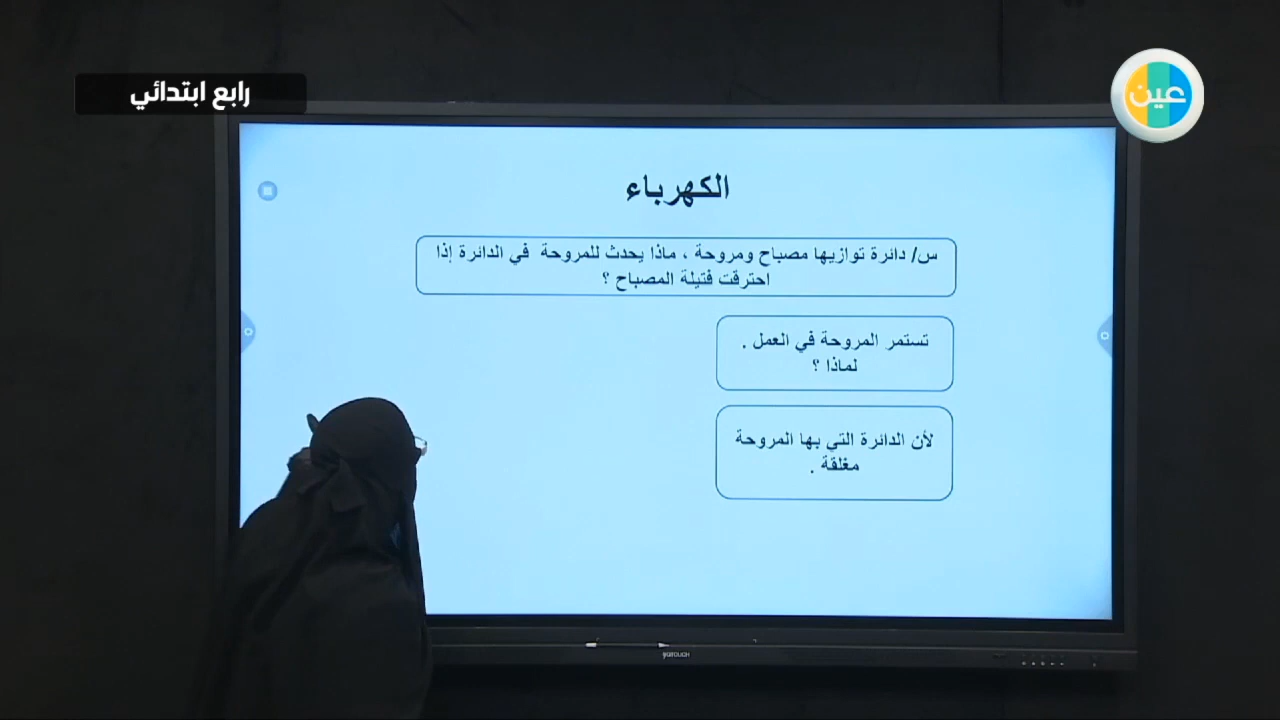 رابع ابتدائي
عين
الكهرباء
س/ دائرة توازيها مصباح ومروحة ، ماذا يحدث للمروحة في الدائرة إذا
احترقت فتيلة المصباح ؟
تستمر المروحة في العمل .
لماذا ؟
لأن الدائرة التي بها المروحة
مغلقة .